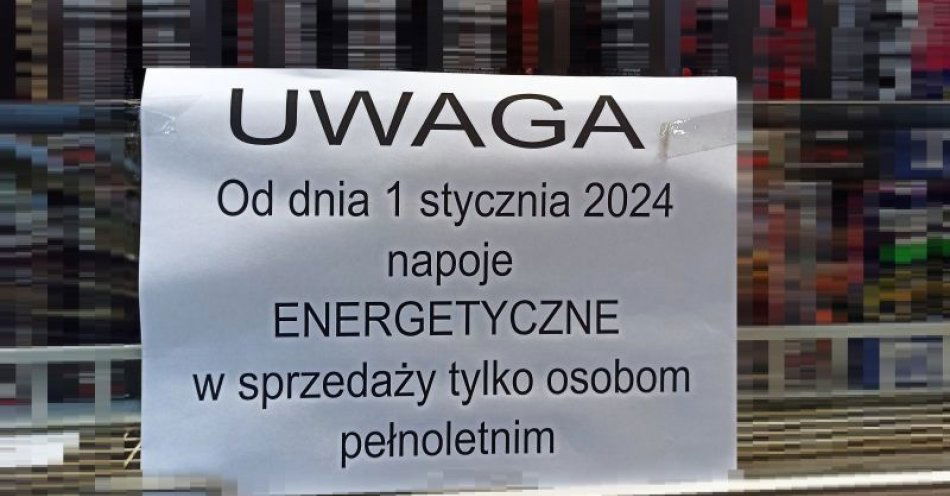 UWAGA
Od dnia 1 stycznia 2024
napoje
ENERGETYCZNE
w sprzedaży tylko osobom
pełnoletnim